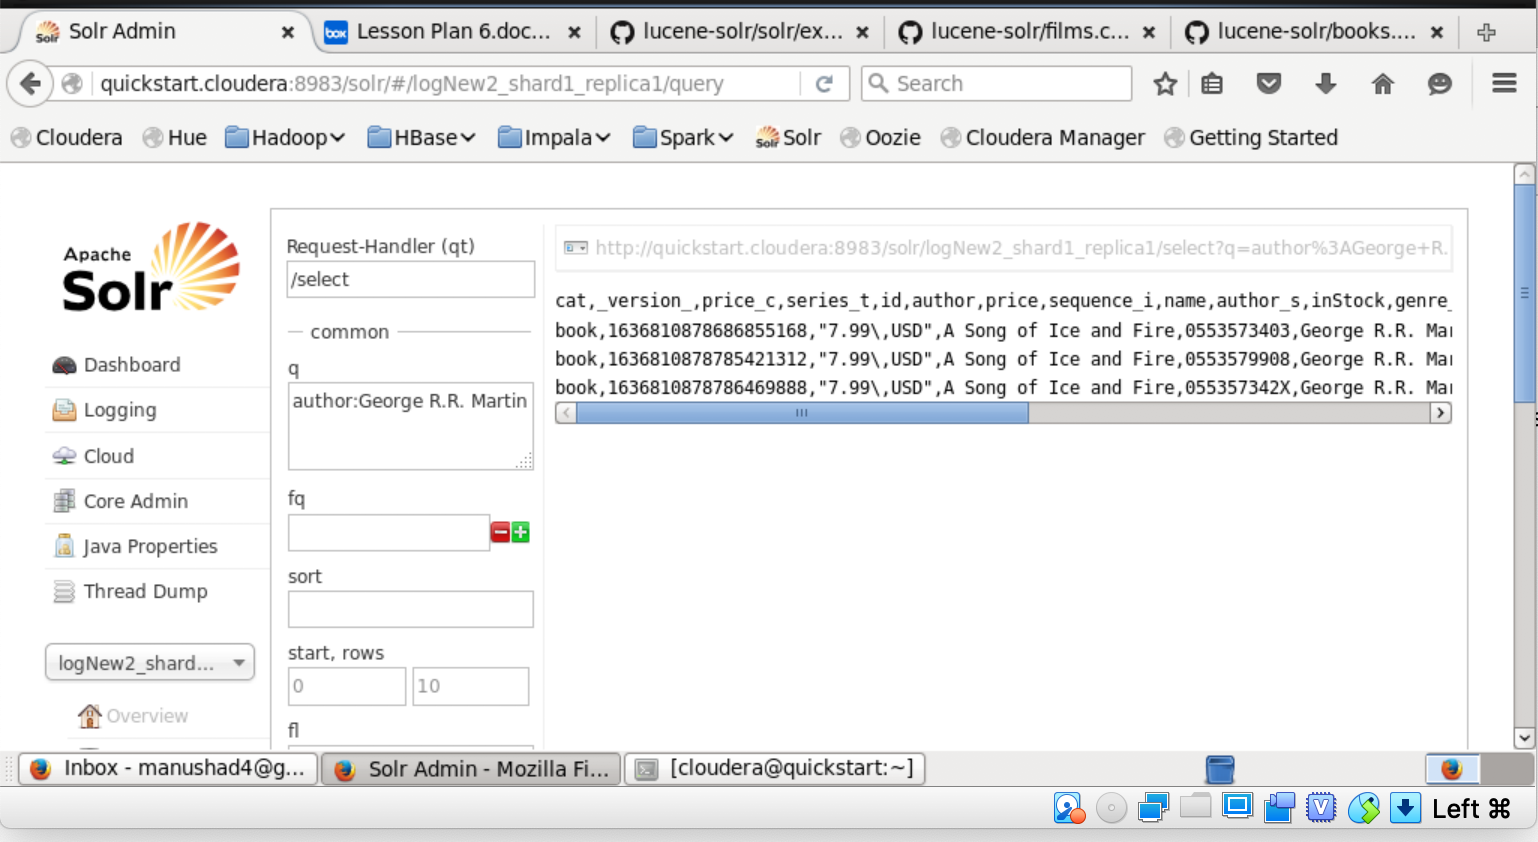 Solr Admin
Lesson Plan 6.doc...
lucene-solr/solr/ex...
lucene-solr/films.c...
lucene-solr/books....
quickstart.cloudera:8983/solr/#/logNew2_shard1_replica1/query
Search
Cloudera
Hue
Hadoop
HBase
Impala
Spark
Solr
Oozie
Cloudera Manager
Getting Started
Apache
Solr
Dashboard
Logging
Cloud
Core Admin
Java Properties
Thread Dump
logNew2_shard...
Overview
Request-Handler (qt)
/select
common
q
author:George R.R. Martin
fq
sort
start, rows
0
10
fl
http://quickstart.cloudera:8983/solr/logNew2_shard1_replica1/select?q=author%3AGeorge+R.
cat,_version_,price_c,series_t,id,author,price,sequence_i,name,author_s,inStock,genre_
book,1636810878686855168,"7.99\,USD",A Song of Ice and Fire,0553573403,George R.R. Mar
book,1636810878785421312,"7.99\,USD",A Song of Ice and Fire,0553579908,George R.R. Mar
book,1636810878786469888,"7.99\,USD",A Song of Ice and Fire,055357342X,George R.R. Mar
Inbox - manushad4@g...
Solr Admin - Mozilla Fi...
[cloudera@quickstart:~]
Left ⌘